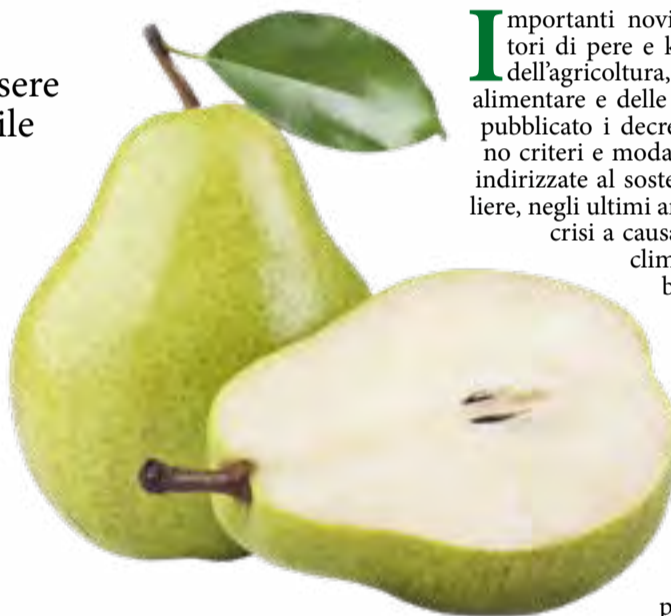 ssere
ile
Importanti novi
tori di pere e k
dell'agricoltura,
alimentare e delle
pubblicato i decre
no criteri e moda
indirizzate al soste
liere, negli ultimi an
crisi a causa
clim
b
p